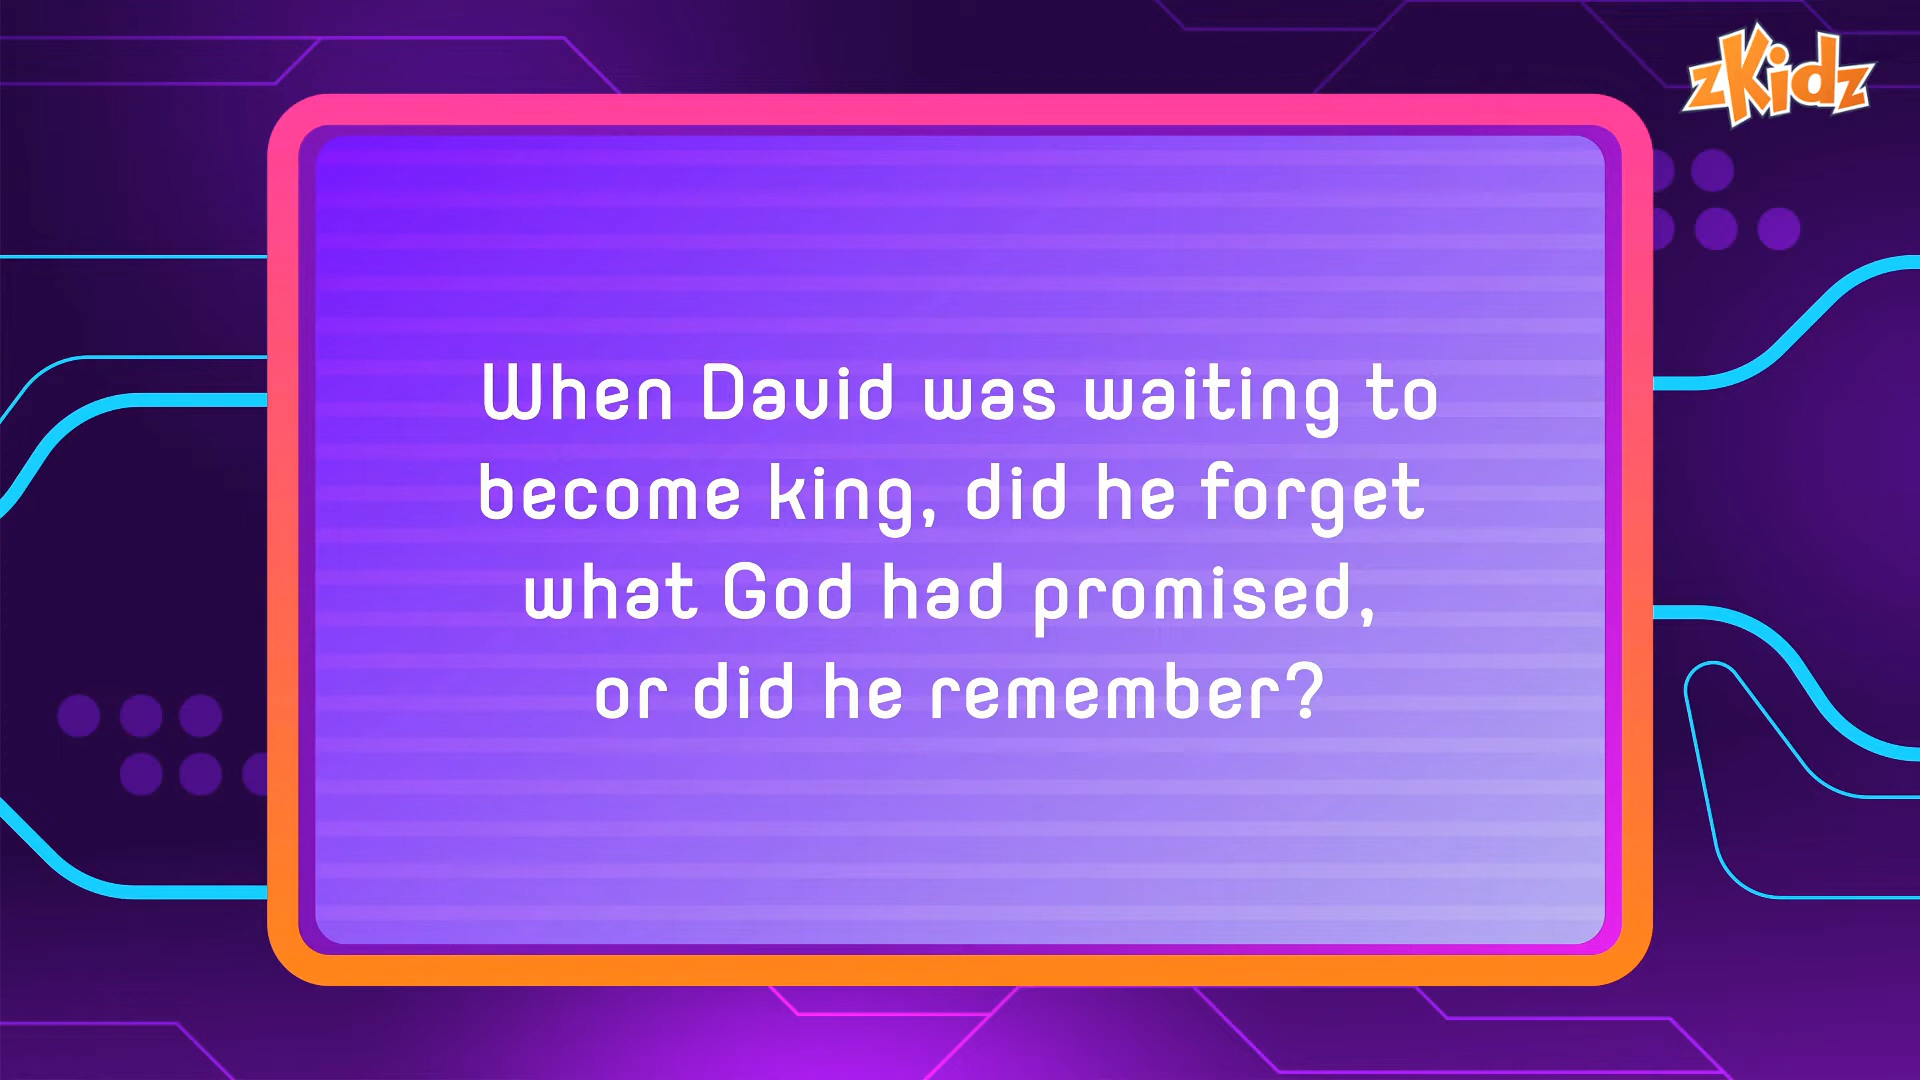 zKidz
When David was waiting to
become king, did he forget
what God had promised,
or did he remember?